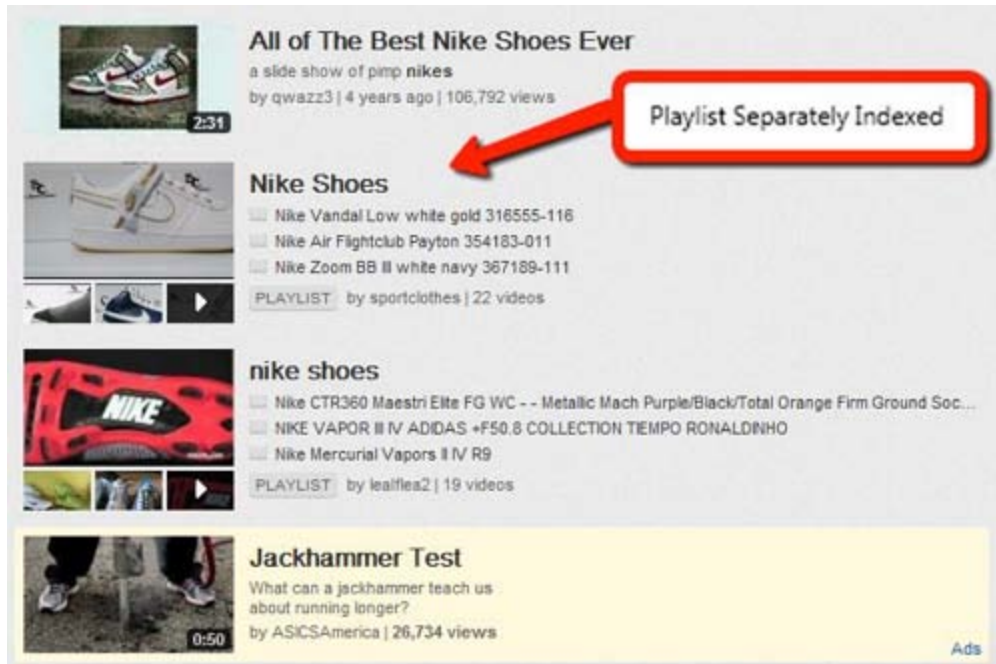 All of The Best Nike Shoes Ever
a slide show of pimp nikes
by qwazz3 | 4 years ago | 106,792 views
2:31
Playlist Separately Indexed
Nike Shoes
Nike Vandal Low white gold 316555-116
Nike Air Flightclub Payton 354183-011
Nike Zoom BB III white navy 367189-111
PLAYLIST by sportclothes | 22 videos
nike shoes
Nike CTR360 Maestri Elite FG WC - - Metallic Mach Purple/Black/Total Orange Firm Ground Soc...
NIKE VAPOR III IV ADIDAS +F50.8 COLLECTION TIEMPO RONALDINHO
Nike Mercurial Vapors II IV R9
PLAYLIST by lealflea2 | 19 videos
NIKE
Jackhammer Test
What can a jackhammer teach us
about running longer?
by ASICSAmerica | 26,734 views
0:50
Ads